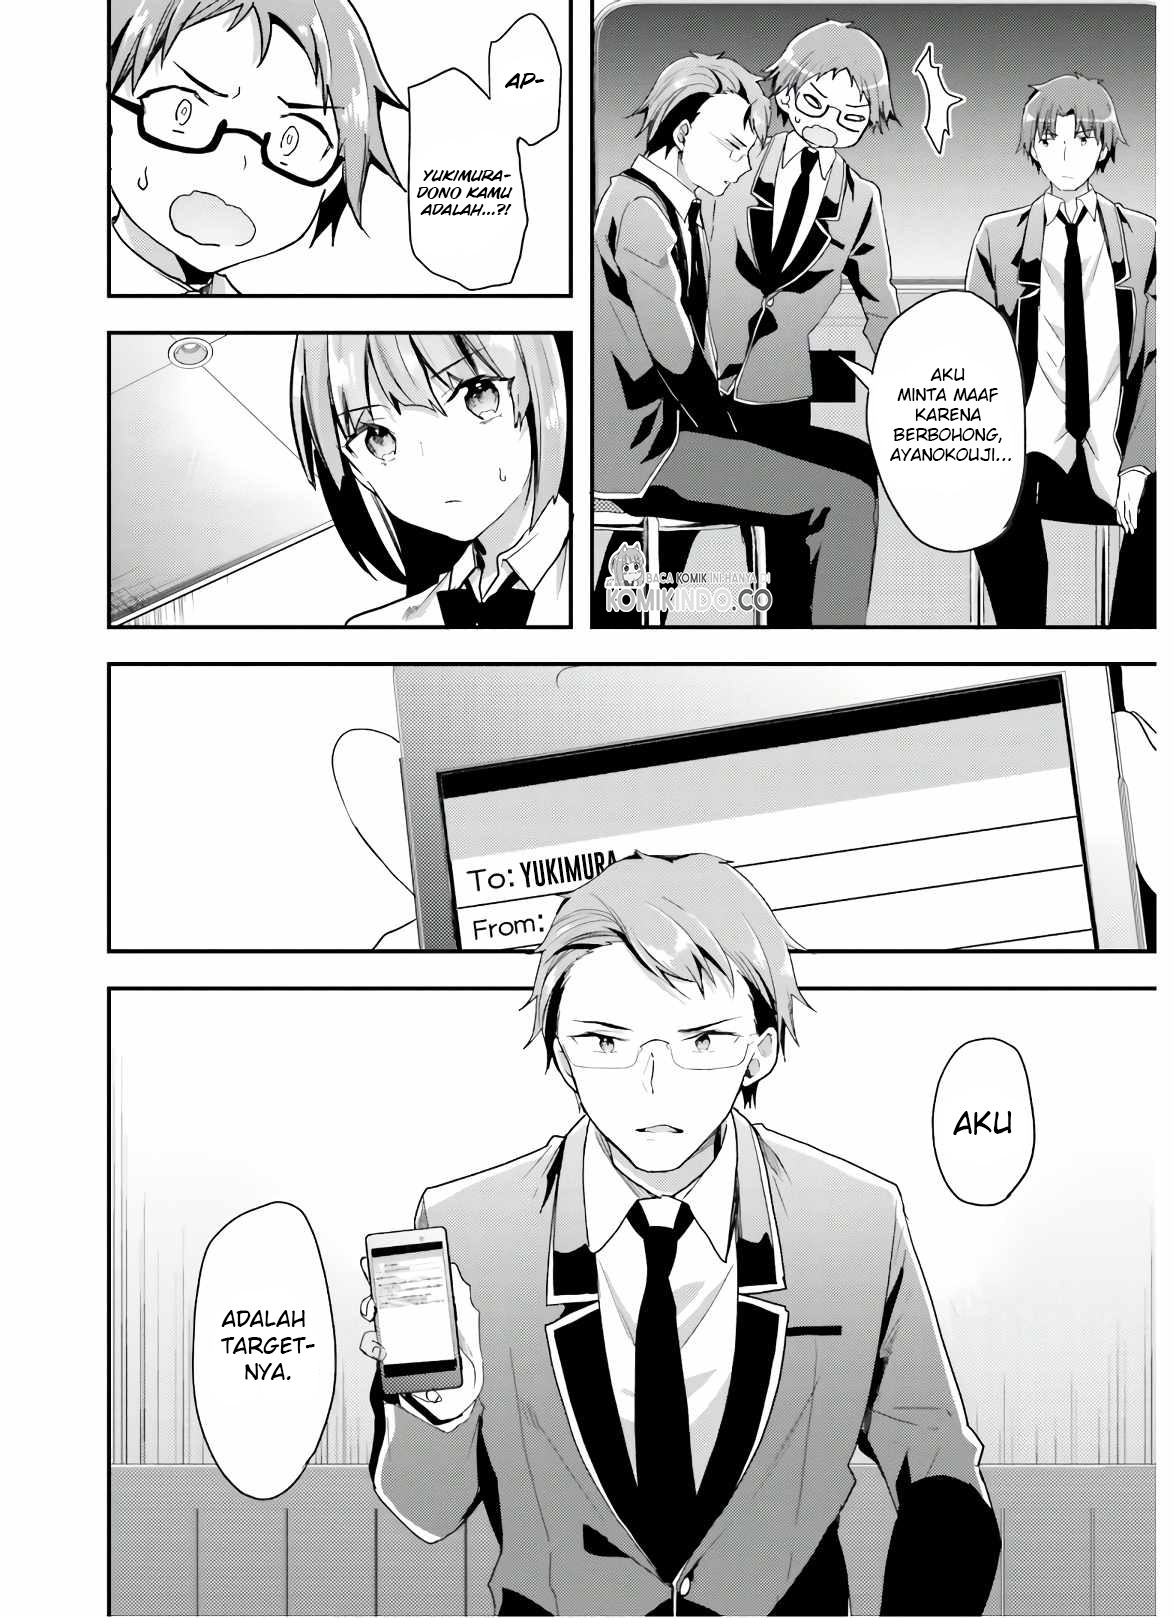 AKU
MINTA MAAF
KARENA
BERBOHONG,
AYANOKOUJI...
BACA KOMIK INI HANYA DI
KOMIKINDO.CO
AP-
YUKIMURA-
DONO KAMU
ADALAH...?!
To: YUKIMURA
From:
AKU
ADALAH
TARGET-
NYA.